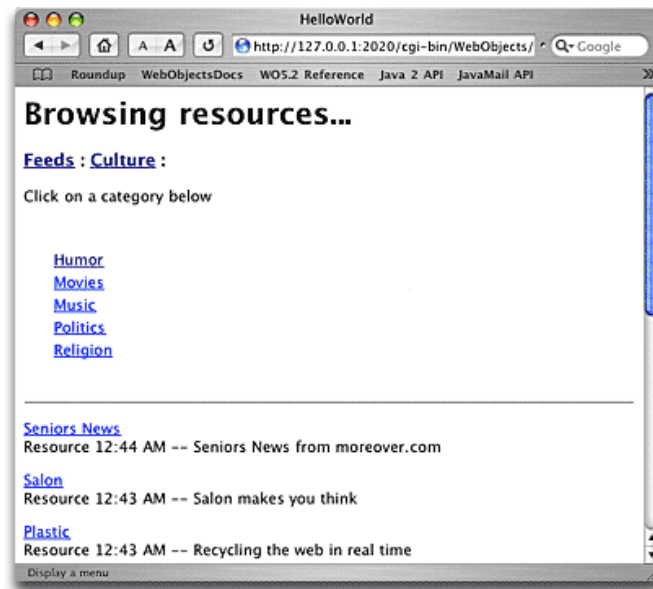 HelloWorld
A A http://127.0.0.1:2020/cgi-bin/WebObjects/ Google
Roundup WebObjectsDocs WO5.2 Reference Java 2 API JavaMail API
Browsing resources...
Feeds : Culture :
Click on a category below
Humor
Movies
Music
Politics
Religion
Seniors News
Resource 12:44 AM -- Seniors News from moreover.com
Salon
Resource 12:43 AM -- Salon makes you think
Plastic
Resource 12:43 AM -- Recycling the web in real time
Display a menu